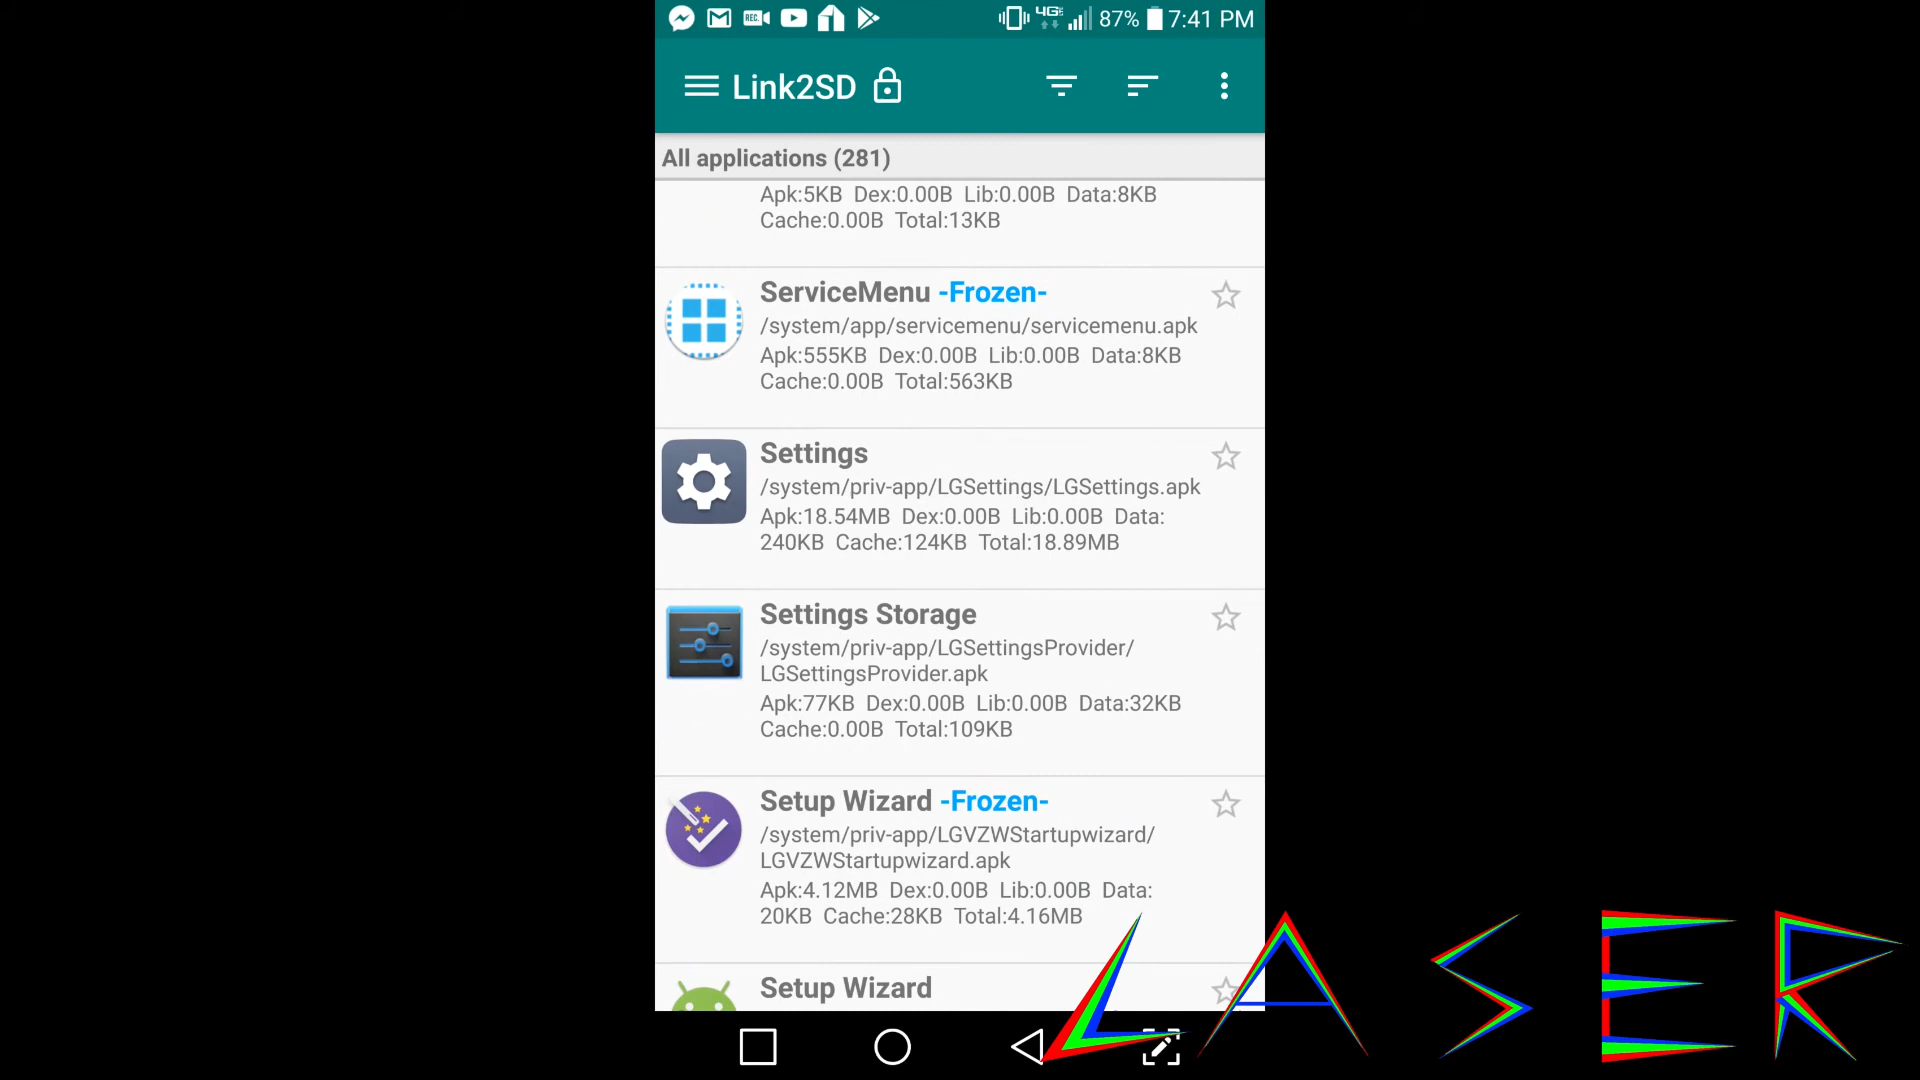 REC 4G LTE 87% 7:41 PM
Link2SD
All applications (281)
Apk:5KB Dex:0.00B Lib:0.00B Data:8KB
Cache:0.00B Total:13KB
ServiceMenu -Frozen-
/system/app/servicemenu/servicemenu.apk
Apk:555KB Dex:0.00B Lib:0.00B Data:8KB
Cache:0.00B Total:563KB
Settings
/system/priv-app/LGSettings/LGSettings.apk
Apk:18.54MB Dex:0.00B Lib:0.00B Data:
240KB Cache:124KB Total:18.89MB
Settings Storage
/system/priv-app/LGSettingsProvider/
LGSettingsProvider.apk
Apk:77KB Dex:0.00B Lib:0.00B Data:32KB
Cache:0.00B Total:109KB
Setup Wizard -Frozen-
/system/priv-app/LGVZWStartupwizard/
LGVZWStartupwizard.apk
Apk:4.12MB Dex:0.00B Lib:0.00B Data:
20KB Cache:28KB Total:4.16MB
Setup Wizard
LASER